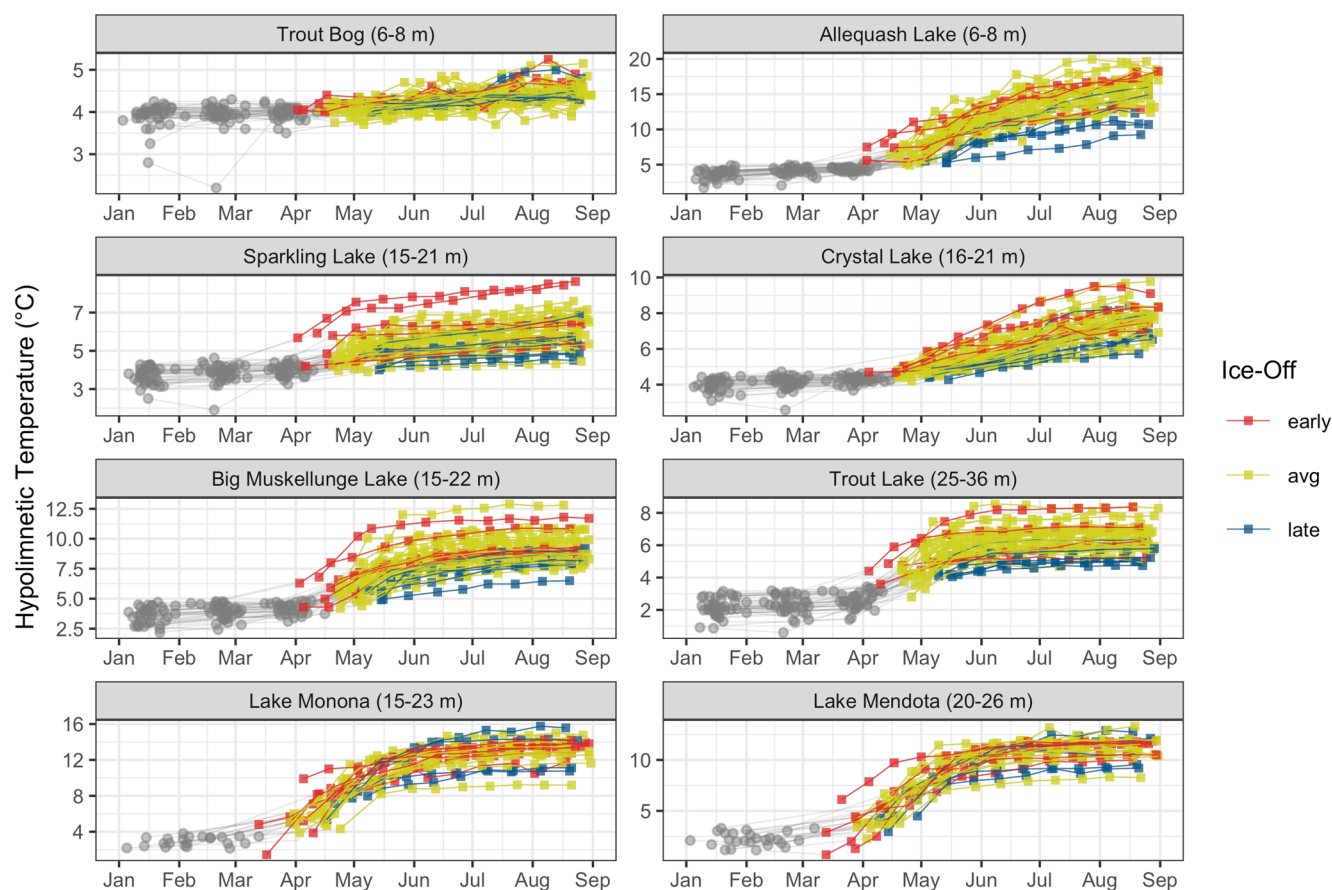 Trout Bog (6-8 m)
Allequash Lake (6-8 m)
5
4
3
20
15
10
5
Jan Feb Mar Apr May Jun Jul Aug Sep
Jan Feb Mar Apr May Jun Jul Aug Sep
Sparkling Lake (15-21 m)
Crystal Lake (16-21 m)
7
5
3
10
8
6
4
Jan Feb Mar Apr May Jun Jul Aug Sep
Jan Feb Mar Apr May Jun Jul Aug Sep
Hypolimnetic Temperature (°C)
Big Muskellunge Lake (15-22 m)
Trout Lake (25-36 m)
12.5
10.0
7.5
5.0
2.5
8
6
4
2
Jan Feb Mar Apr May Jun Jul Aug Sep
Jan Feb Mar Apr May Jun Jul Aug Sep
Lake Monona (15-23 m)
Lake Mendota (20-26 m)
16
12
8
4
10
5
Jan Feb Mar Apr May Jun Jul Aug Sep
Jan Feb Mar Apr May Jun Jul Aug Sep
Ice-Off
early
avg
late